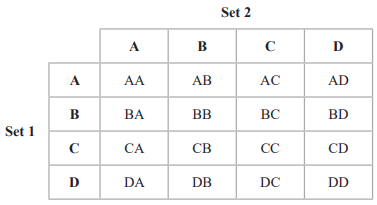 Set 2
A B C D
A AA AB AC AD
B BA BB BC BD
Set 1
C CA CB CC CD
D DA DB DC DD